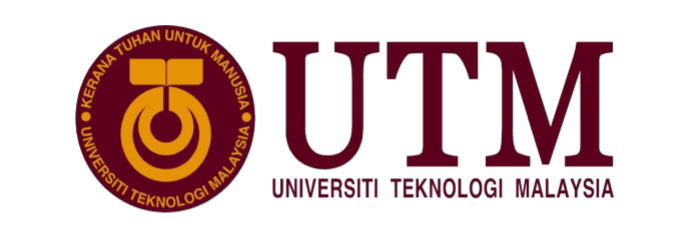 KERANA TUHAN UNTUK MANUSIA
UNIVERSITI TEKNOLOGI MALAYSIA
UTM
UNIVERSITI TEKNOLOGI MALAYSIA